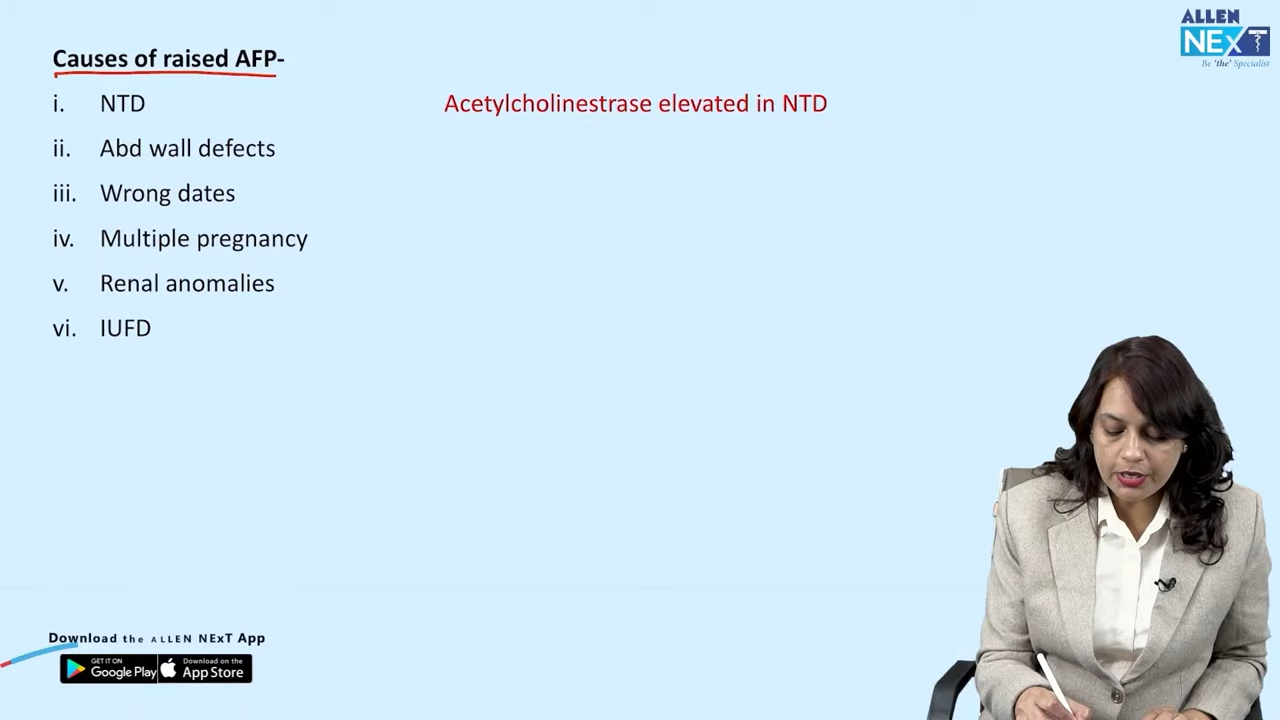 ALLEN
NExT
Be 'the' Specialist
Causes of raised AFP-
i. NTD Acetylcholinestrase elevated in NTD
ii. Abd wall defects
iii. Wrong dates
iv. Multiple pregnancy
v. Renal anomalies
vi. IUFD
Download the ALLEN NExT App
GET IT ON
Google Play
Download on the
App Store